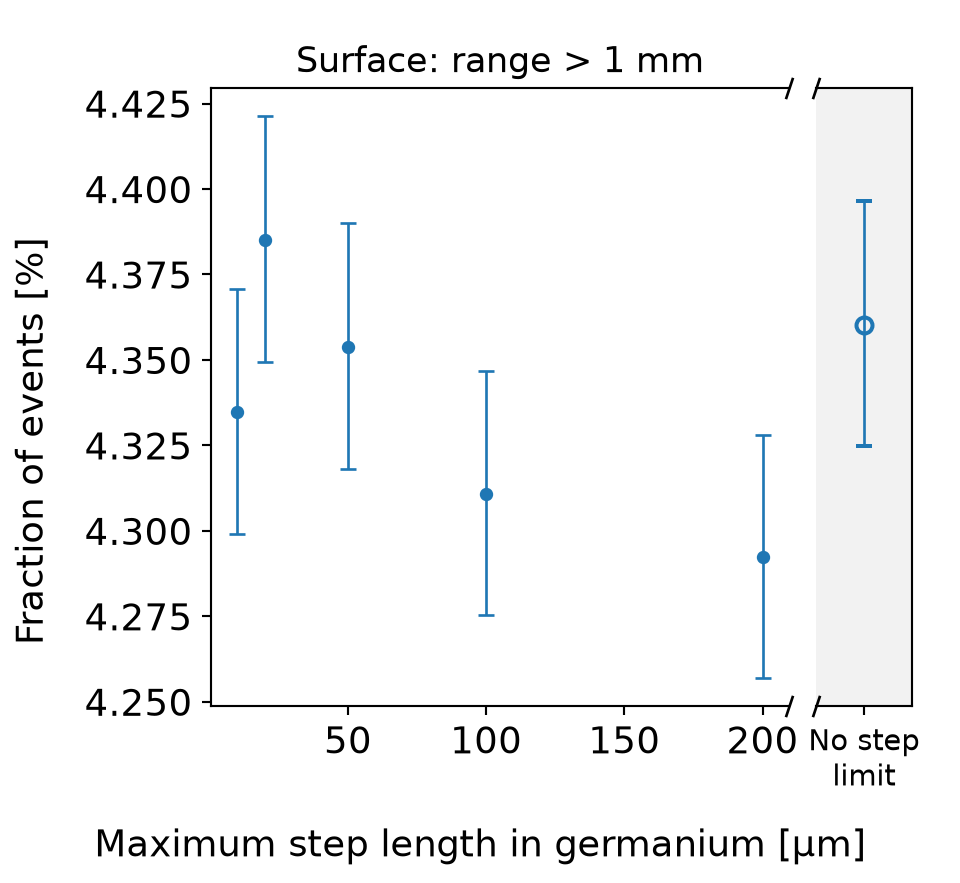 Surface: range > 1 mm
Fraction of events [%]
4.425
4.400
4.375
4.350
4.325
4.300
4.275
4.250
50 100 150 200 No step
limit
Maximum step length in germanium [µm]